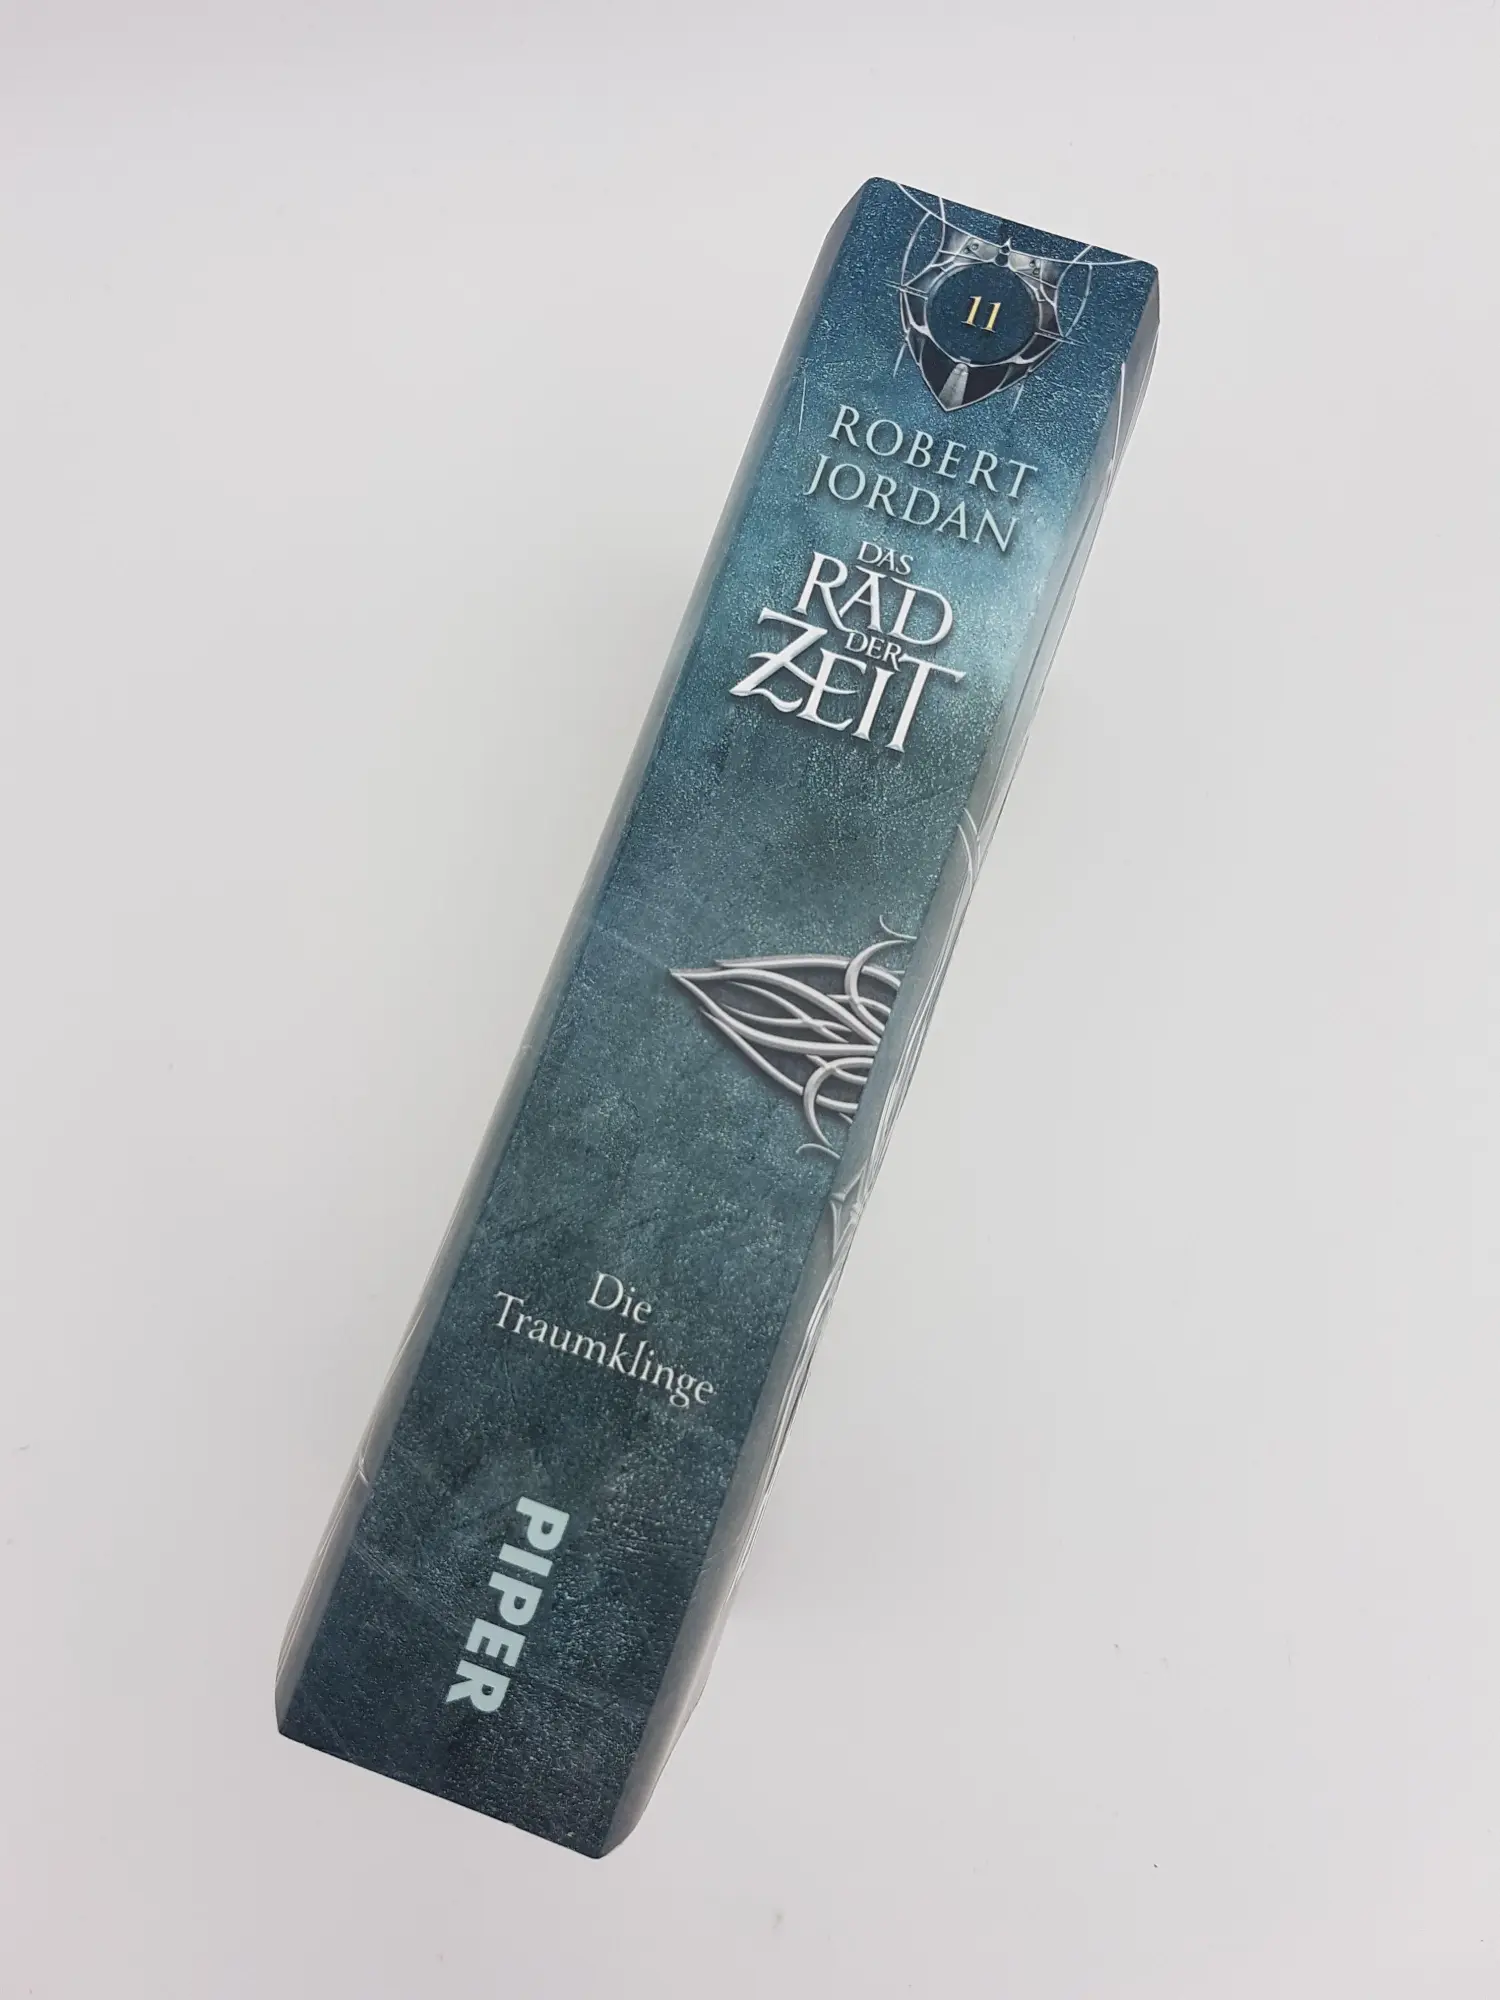 11
ROBERT
JORDAN
DAS
RAD
DER
ZEIT
Die
Traumklinge
PIPER